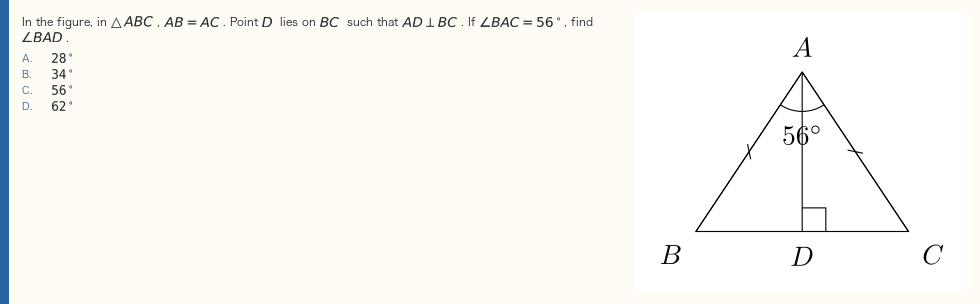 In the figure, in △ABC , AB = AC . Point D lies on BC such that AD ⊥ BC . If ∠BAC = 56° , find
∠BAD .
A. 28°
B. 34°
C. 56°
D. 62°
A
56°
B D C